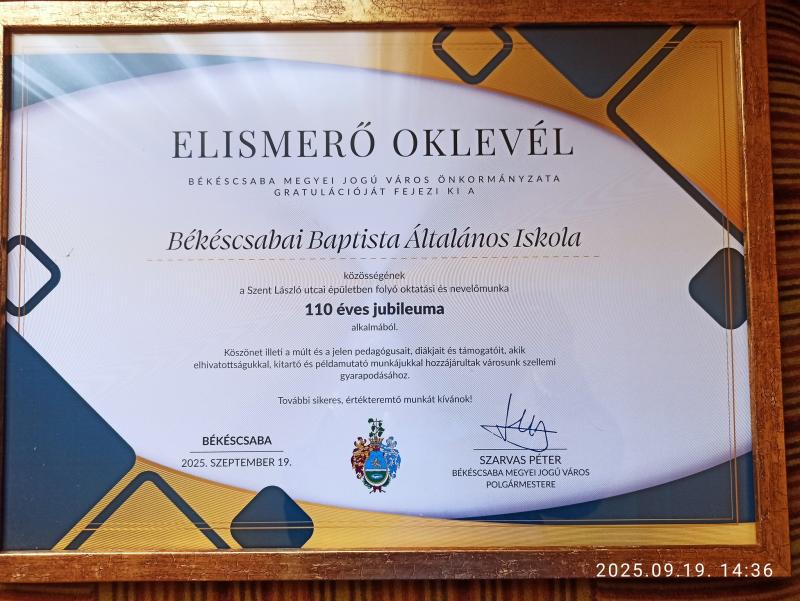 ELISMERŐ OKLEVÉL
BÉKÉSCSABA MEGYEI JOGÚ VÁROS ÖNKORMÁNYZATA
GRATULÁCIÓJÁT FEJEZI KI A
Békéscsabai Baptista Általános Iskola
közösségének
a Szent László utcai épületben folyó oktatási és nevelőmunka
110 éves jubileuma
alkalmából.
Köszönet illeti a múlt és a jelen pedagógusait, diákjait és támogatóit, akik
elhivatottságukkal, kitartó és példamutató munkájukkal hozzájárultak városunk szellemi
gyarapodásához.
További sikeres, értékteremtő munkát kívánok!
BÉKÉSCSABA
2025. SZEPTEMBER 19.
SZARVAS PÉTER
BÉKÉSCSABA MEGYEI JOGÚ VÁROS
POLGÁRMESTERE
2025.09.19. 14:36